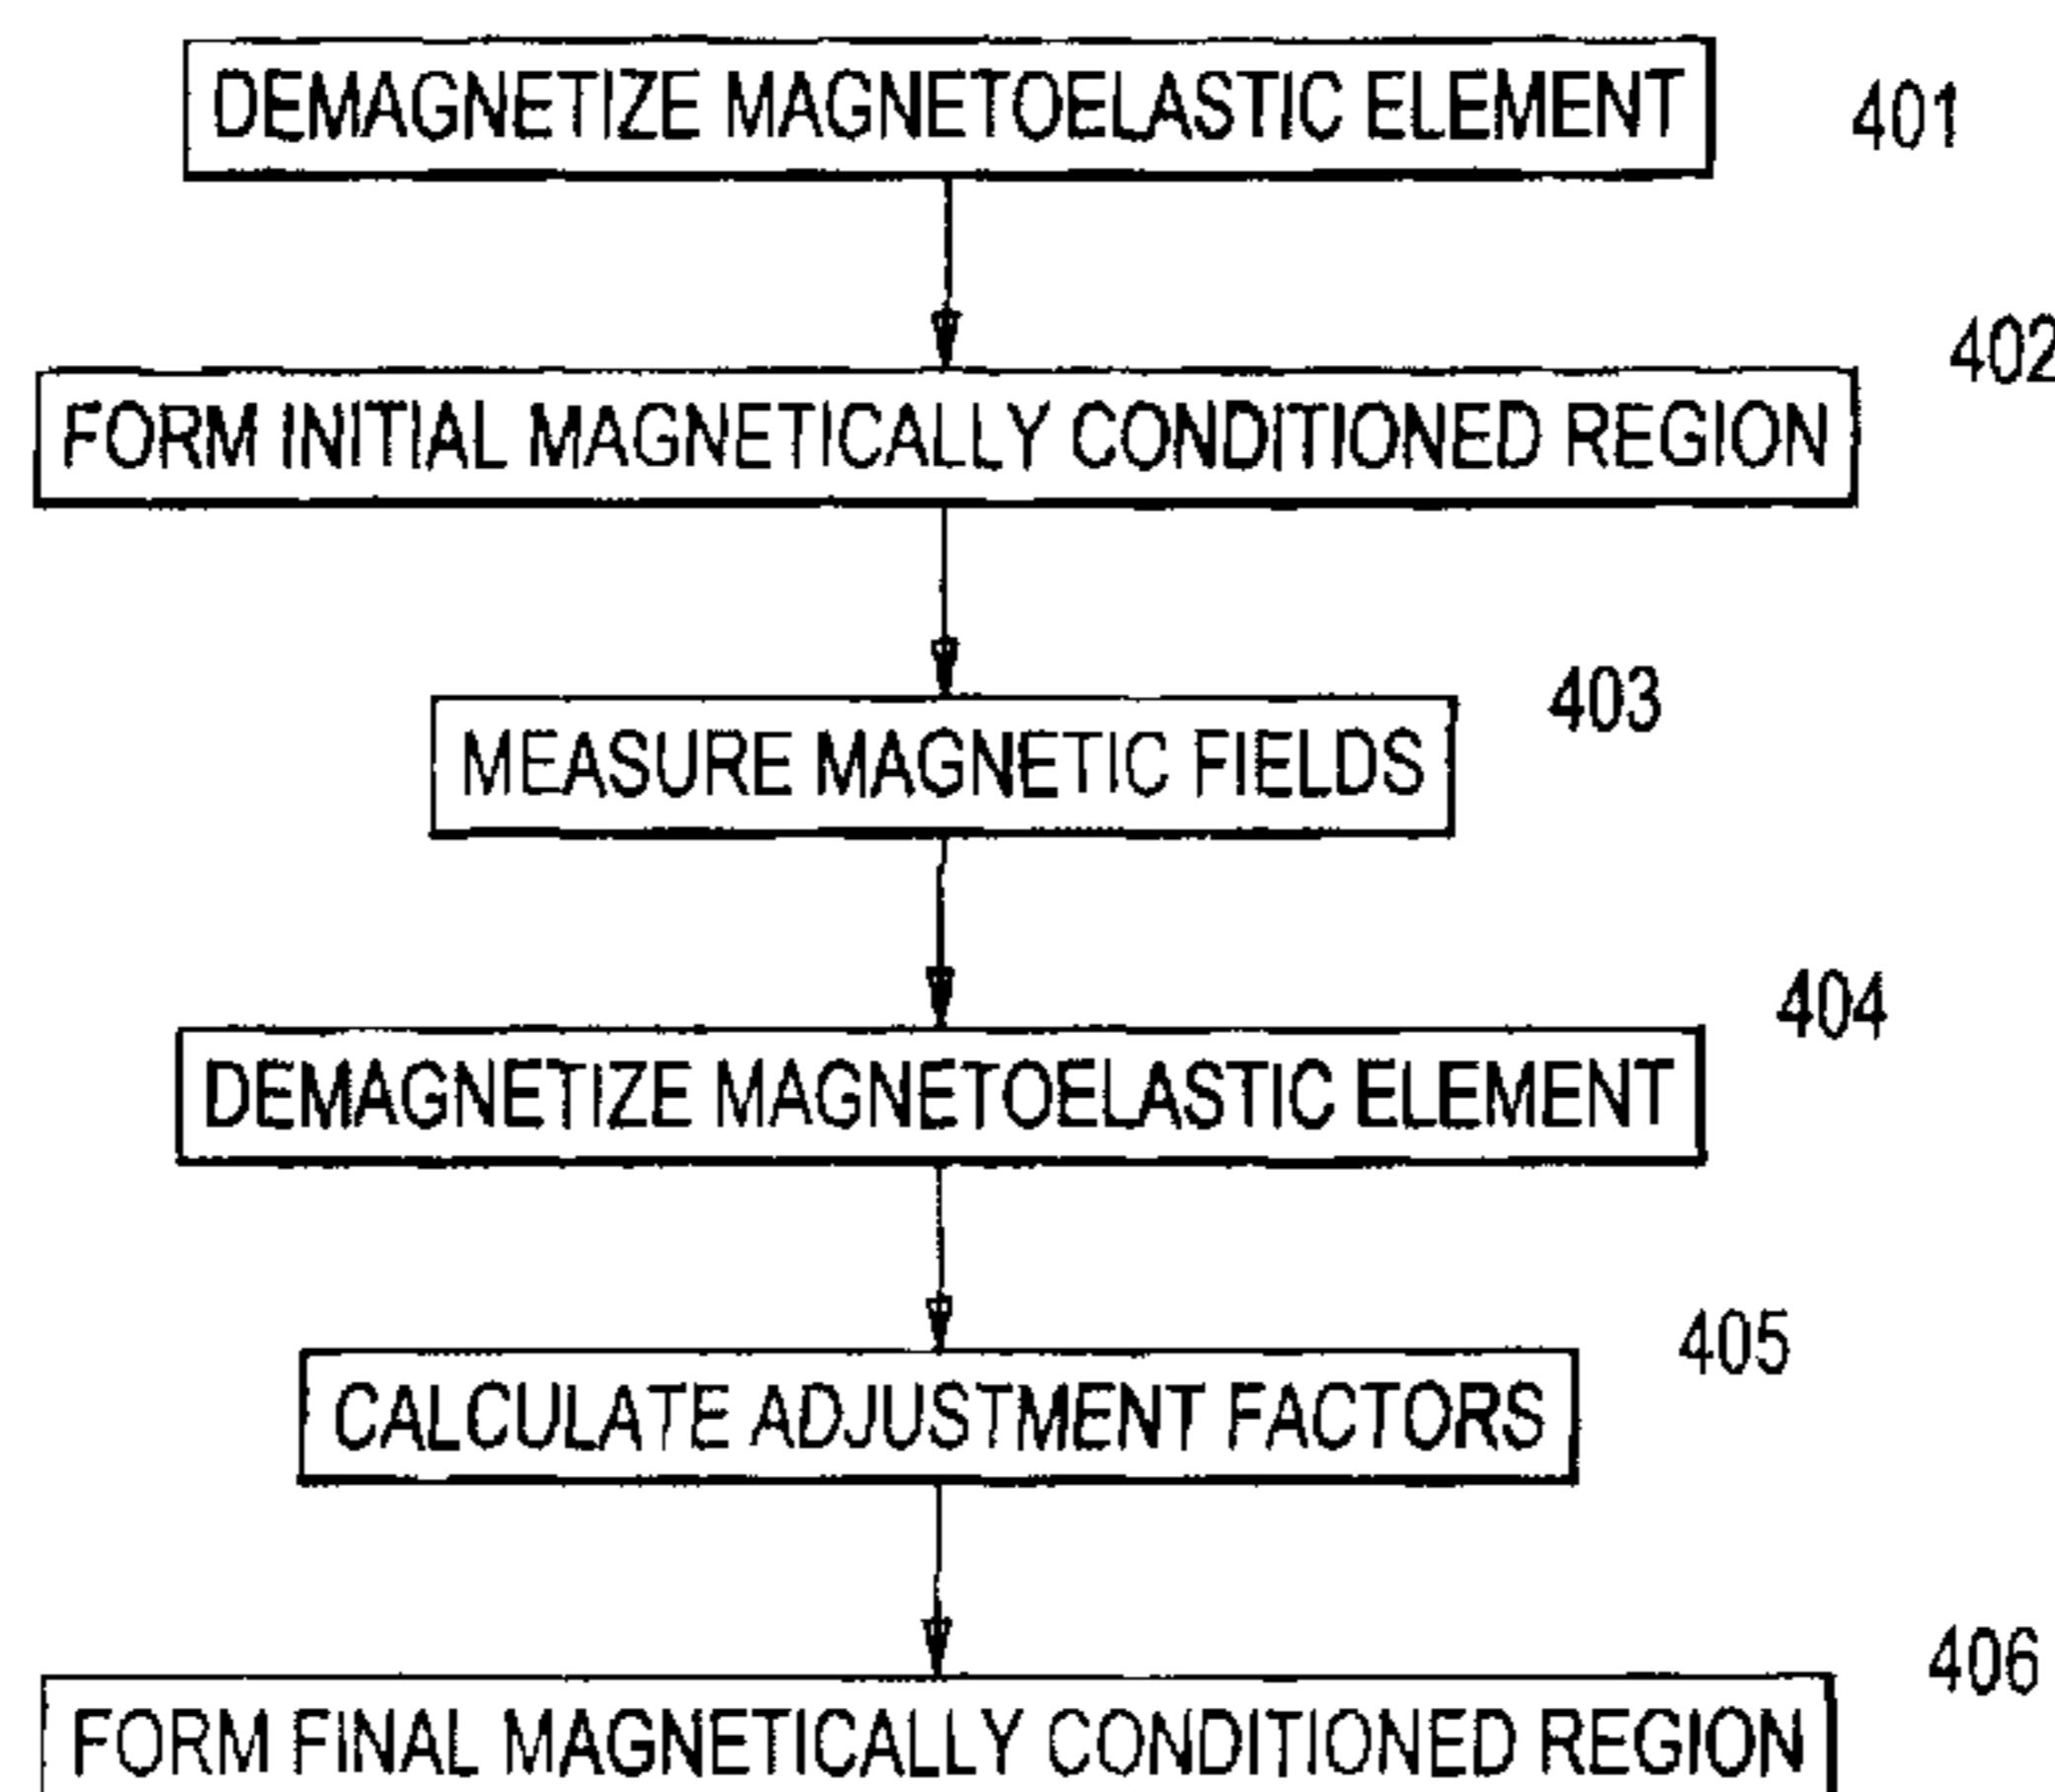 DEMAGNETIZE MAGNETOELASTIC ELEMENT
401
402
FORM INITIAL MAGNETICALLY CONDITIONED REGION
403
MEASURE MAGNETIC FIELDS
404
DEMAGNETIZE MAGNETOELASTIC ELEMENT
405
CALCULATE ADJUSTMENT FACTORS
406
FORM FINAL MAGNETICALLY CONDITIONED REGION